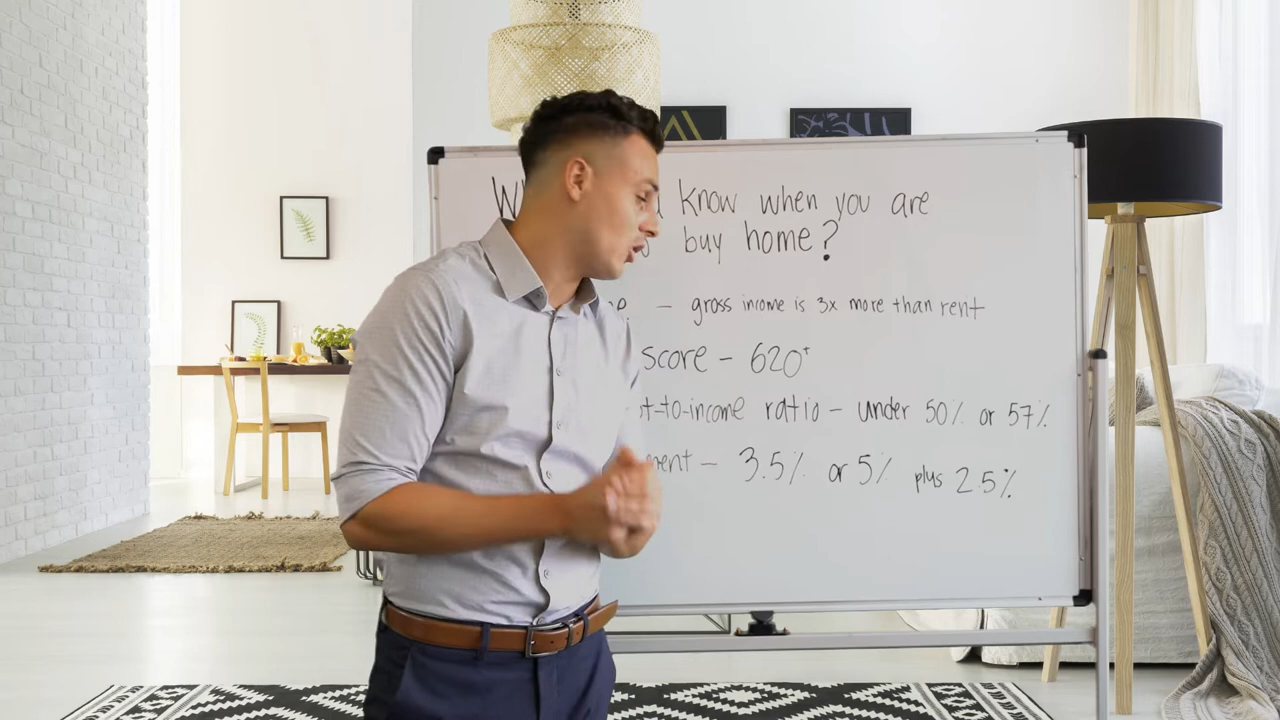 know when you are
buy home?
– gross income is 3x more than rent
score – 620+
to-income ratio – under 50% or 57%
– 3.5% or 5% plus 2.5%